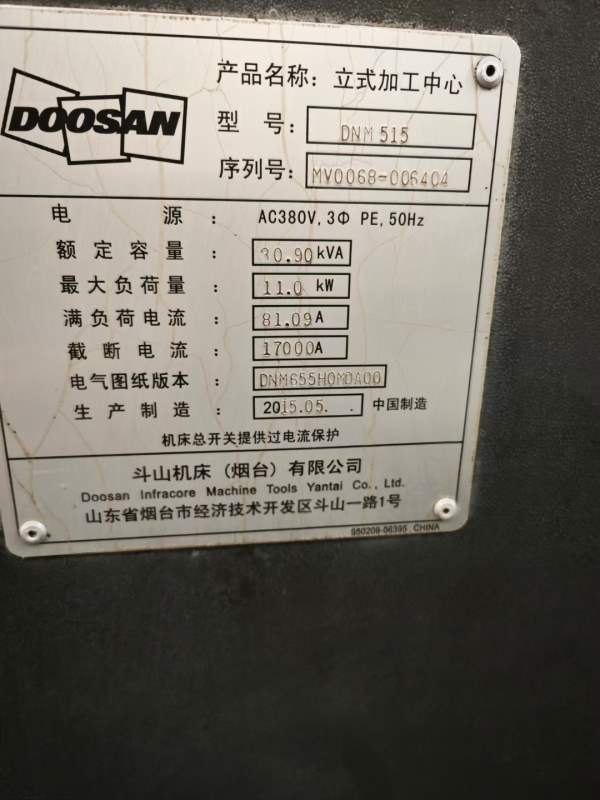 DOOSAN
产品名称：立式加工中心
型号：DNM 515
序列号：MV0068-006404
电源：AC380V, 3Φ PE, 50Hz
额定容量：30.90 kVA
最大负荷量：11.0 kW
满负荷电流：81.09 A
截断电流：17000A
电气图纸版本：DNM655HOMDA00
生产制造：2015.05. 中国制造
机床总开关提供过电流保护
斗山机床（烟台）有限公司
Doosan Infracore Machine Tools Yantai Co., Ltd.
山东省烟台市经济技术开发区斗山一路1号
950209-06395 CHINA